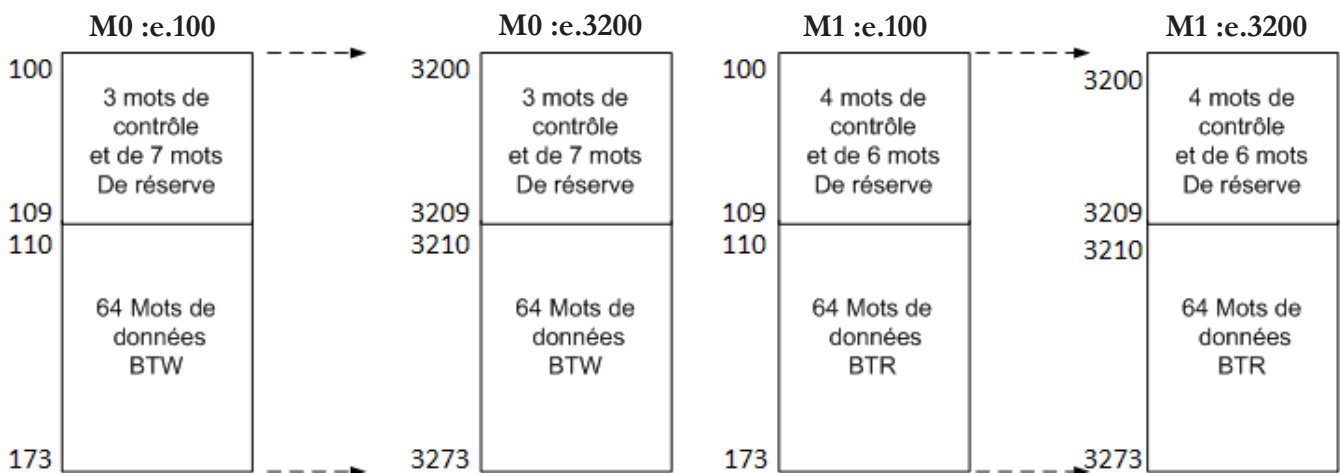 M0 :e.100
M0 :e.3200
M1 :e.100
M1 :e.3200
100
3 mots de
contrôle
et de 7 mots
De réserve
109
110
64 Mots de
données
BTW
173
3200
3 mots de
contrôle
et de 7 mots
De réserve
3209
3210
64 Mots de
données
BTW
3273
100
4 mots de
contrôle
et de 6 mots
De réserve
109
110
64 Mots de
données
BTR
173
3200
4 mots de
contrôle
et de 6 mots
De réserve
3209
3210
64 Mots de
données
BTR
3273